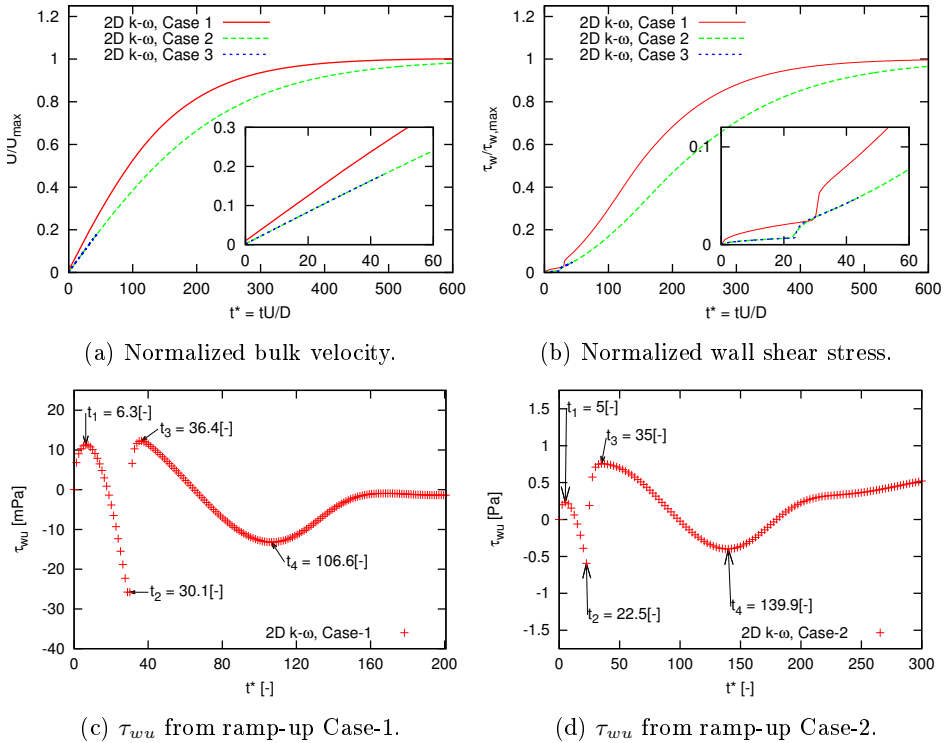 2D k-ω, Case 1
2D k-ω, Case 2
2D k-ω, Case 3
U/U_max
1.2
1
0.8
0.6
0.4
0.2
0
0.3
0.2
0.1
0
0 20 40 60
0 100 200 300 400 500 600
t* = tU/D
(a) Normalized bulk velocity.
2D k-ω, Case 1
2D k-ω, Case 2
2D k-ω, Case 3
τ_w/τ_w,max
1.2
1
0.8
0.6
0.4
0.2
0
0.1
0
0 20 40 60
0 100 200 300 400 500 600
t* = tU/D
(b) Normalized wall shear stress.
τ_wu [mPa]
20
10
0
-10
-20
-30
-40
t_1 = 6.3[-]
t_3 = 36.4[-]
t_4 = 106.6[-]
t_2 = 30.1[-]
2D k-ω, Case-1
0 40 80 120 160 200
t* [-]
(c) τ_wu from ramp-up Case-1.
τ_wu [Pa]
1.5
1
0.5
0
-0.5
-1
-1.5
t_1 = 5[-]
t_3 = 35[-]
t_2 = 22.5[-]
t_4 = 139.9[-]
2D k-ω, Case-2
0 50 100 150 200 250 300
t* [-]
(d) τ_wu from ramp-up Case-2.